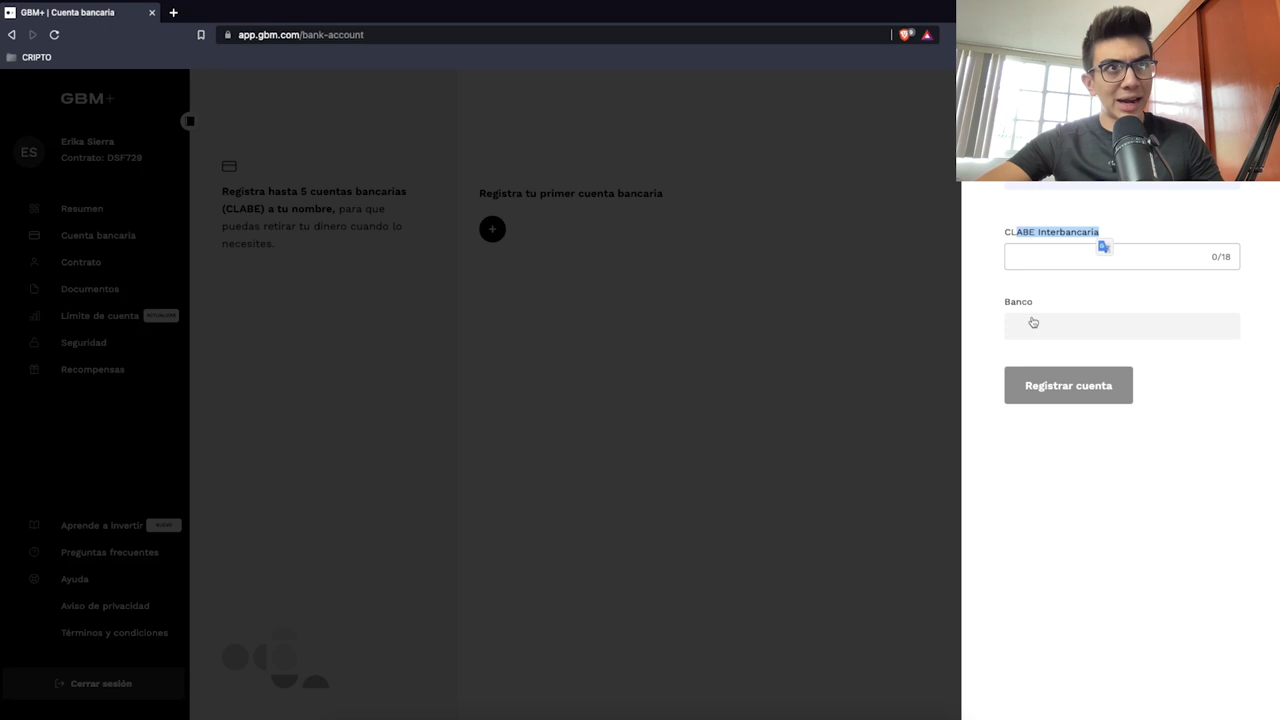 GBM+ | Cuenta bancaria
app.gbm.com/bank-account
CRIPTO
GBM+
ES
Erika Sierra
Contrato: DSF729
Resumen
Cuenta bancaria
Contrato
Documentos
Límite de cuenta
Seguridad
Recompensas
Aprende a invertir NUEVO
Preguntas frecuentes
Ayuda
Aviso de privacidad
Términos y condiciones
Cerrar sesión
Registra hasta 5 cuentas bancarias
(CLABE) a tu nombre, para que
puedas retirar tu dinero cuando lo
necesites.
Registra tu primer cuenta bancaria
CLABE Interbancaria
0/18
Banco
Registrar cuenta